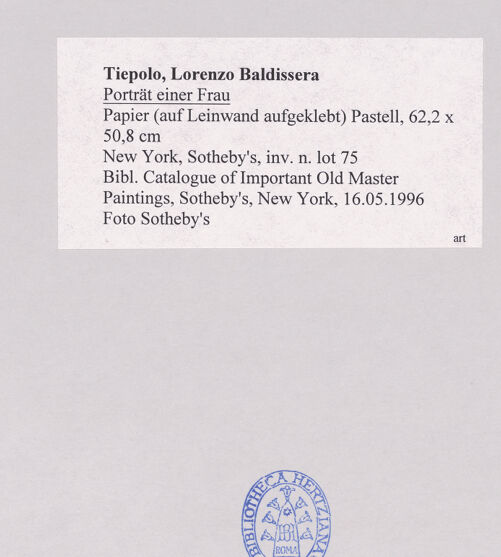 Tiepolo, Lorenzo Baldissera
Porträt einer Frau
Papier (auf Leinwand aufgeklebt) Pastell, 62,2 x
50,8 cm
New York, Sotheby's, inv. n. lot 75
Bibl. Catalogue of Important Old Master
Paintings, Sotheby's, New York, 16.05.1996
Foto Sotheby's
art
BIBLIOTHECA HERTZIANA
ROMA